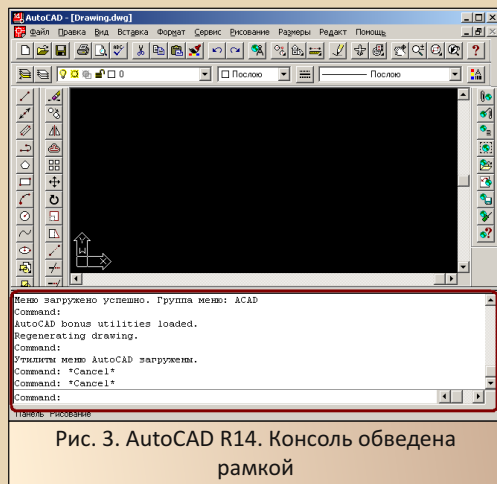 AutoCAD - [Drawing.dwg]
Файл Правка Вид Вставка Формат Сервис Рисование Размеры Редакт Помощь
0 Послою Послою
Y
W
X
Меню загружено успешно. Группа меню: ACAD
Command:
AutoCAD bonus utilities loaded.
Regenerating drawing.
Command:
Утилиты меню AutoCAD загружены.
Command: *Cancel*
Command: *Cancel*
Command:
Панель Рисование
Рис. 3. AutoCAD R14. Консоль обведена
рамкой